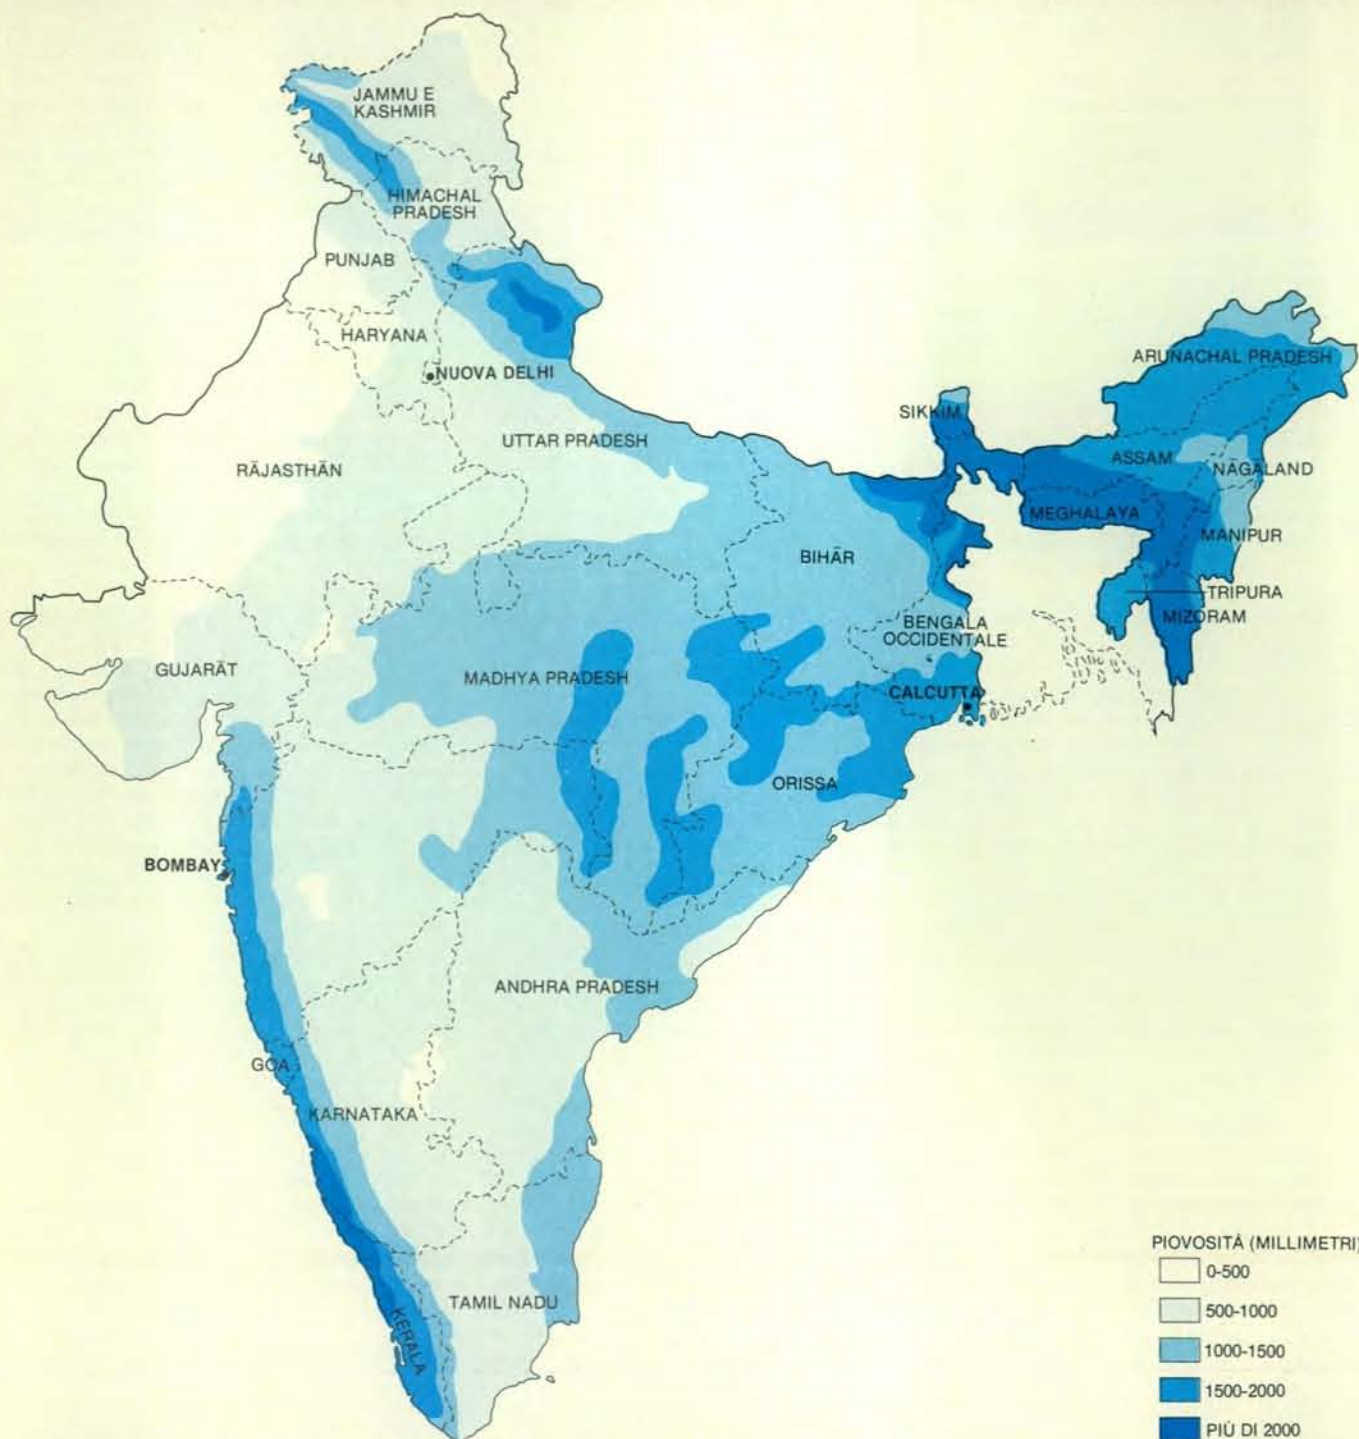 JAMMU E
KASHMIR
HIMACHAL
PRADESH
PUNJAB
HARYANA
NUOVA DELHI
ARUNACHAL PRADESH
SIKKIM
UTTAR PRADESH
RĀJASTHĀN
ASSAM
NĀGĀLAND
MEGHALAYA
MANIPUR
BIHĀR
TRIPURA
MIZORAM
BENGALA
OCCIDENTALE
GUJARĀT
MADHYA PRADESH
CALCUTTA
ORISSA
BOMBAY
ANDHRA PRADESH
GOA
KARNATAKA
TAMIL NADU
KERALA
PIOVOSITÀ (MILLIMETRI)
0-500
500-1000
1000-1500
1500-2000
PIÙ DI 2000